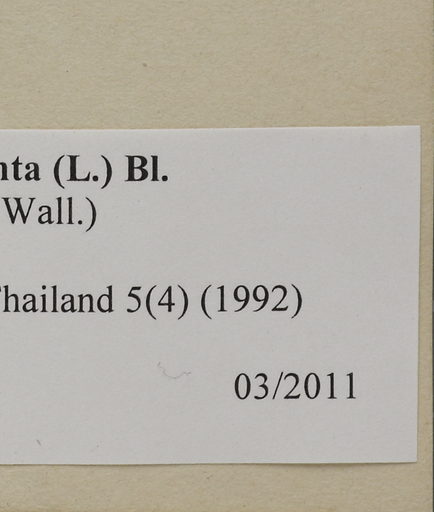 nta (L.) Bl.
Wall.)
Thailand 5(4) (1992)
03/2011